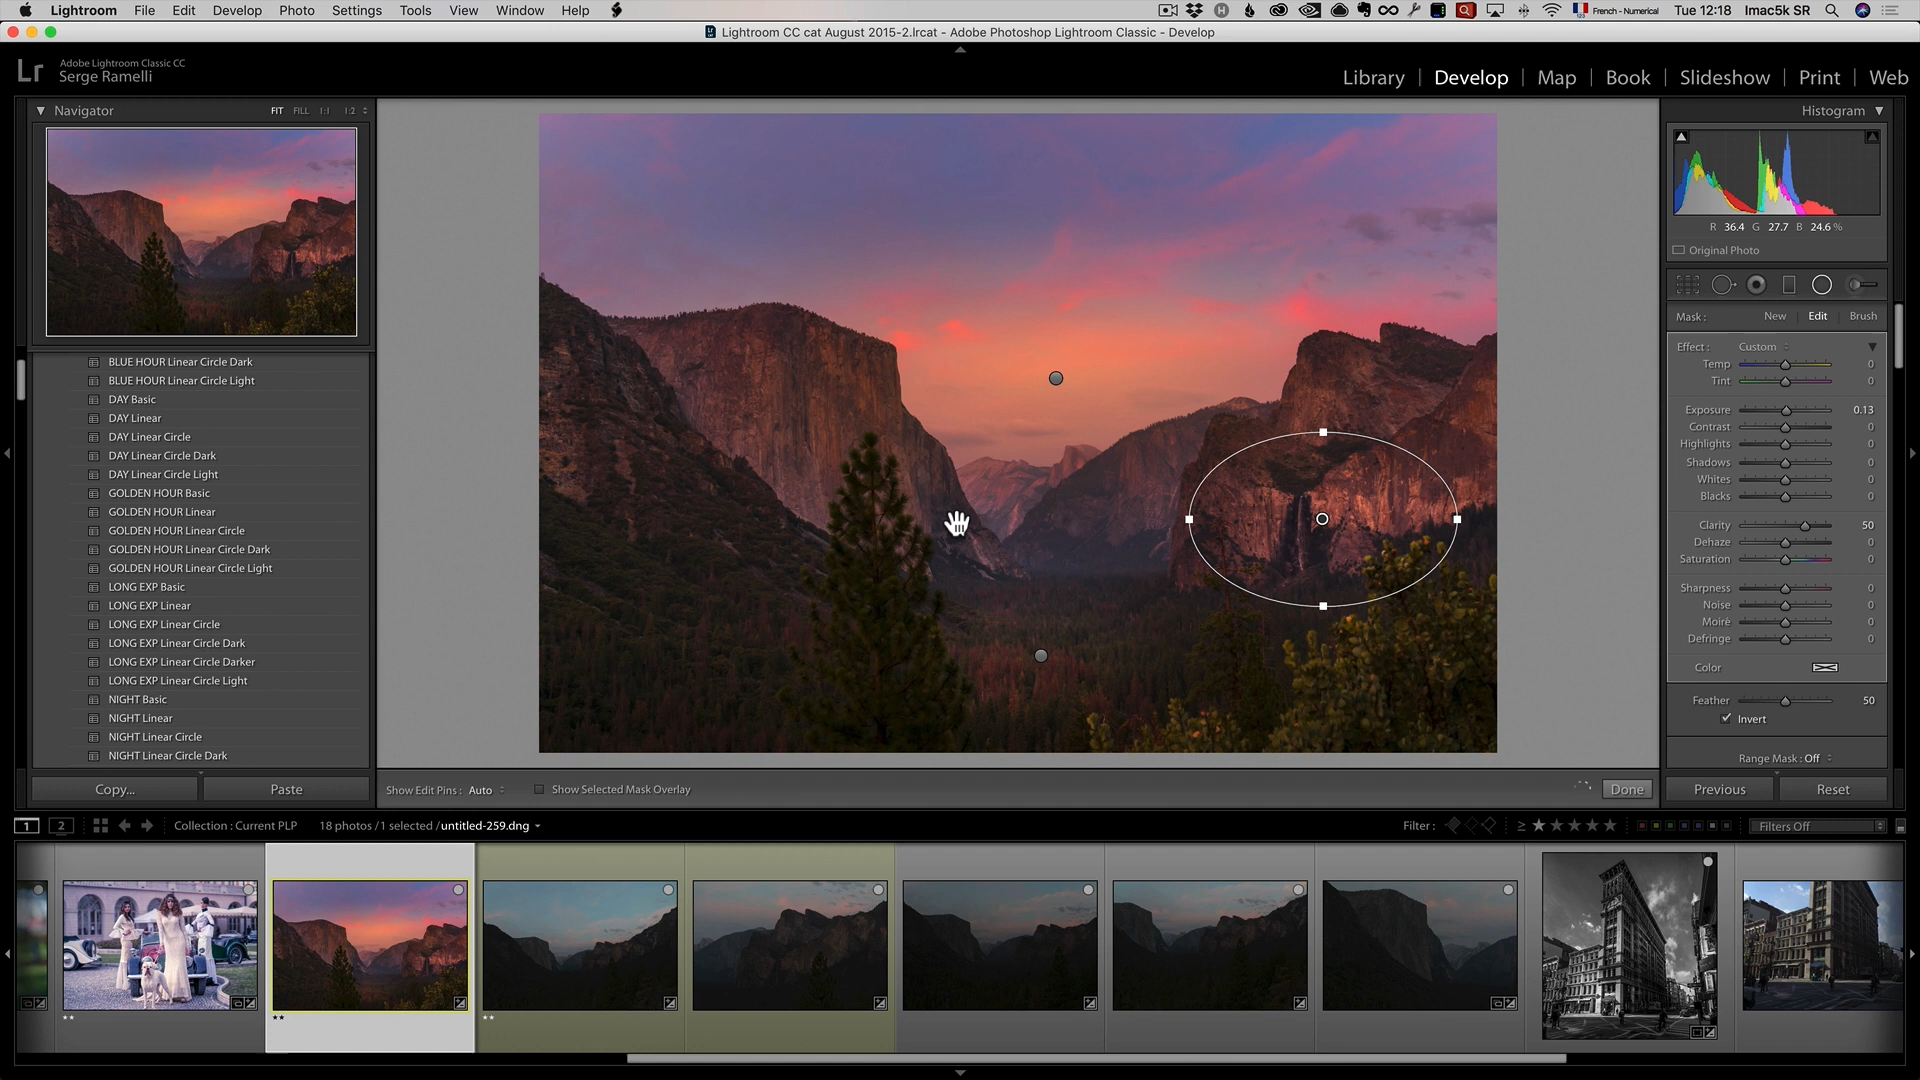 Lightroom File Edit Develop Photo Settings Tools View Window Help
French - Numerical Tue 12:18 Imac5k SR
Lightroom CC cat August 2015-2.lrcat - Adobe Photoshop Lightroom Classic - Develop
Lr Adobe Lightroom Classic CC
Serge Ramelli
Library | Develop | Map | Book | Slideshow | Print | Web
Navigator FIT FILL 1:1 1:2
BLUE HOUR Linear Circle Dark
BLUE HOUR Linear Circle Light
DAY Basic
DAY Linear
DAY Linear Circle
DAY Linear Circle Dark
DAY Linear Circle Light
GOLDEN HOUR Basic
GOLDEN HOUR Linear
GOLDEN HOUR Linear Circle
GOLDEN HOUR Linear Circle Dark
GOLDEN HOUR Linear Circle Light
LONG EXP Basic
LONG EXP Linear
LONG EXP Linear Circle
LONG EXP Linear Circle Dark
LONG EXP Linear Circle Darker
LONG EXP Linear Circle Light
NIGHT Basic
NIGHT Linear
NIGHT Linear Circle
NIGHT Linear Circle Dark
Copy... Paste
Show Edit Pins : Auto Show Selected Mask Overlay Done
Histogram
R 36.4 G 27.7 B 24.6 %
Original Photo
Mask : New Edit Brush
Effect : Custom
Temp 0
Tint 0
Exposure 0.13
Contrast 0
Highlights 0
Shadows 0
Whites 0
Blacks 0
Clarity 50
Dehaze 0
Saturation 0
Sharpness 0
Noise 0
Moiré 0
Defringe 0
Color
Feather 50
Invert
Range Mask : Off
Previous Reset
1 2 Collection : Current PLP 18 photos / 1 selected / untitled-259.dng
Filter : ≥ ★★★★★ Filters Off